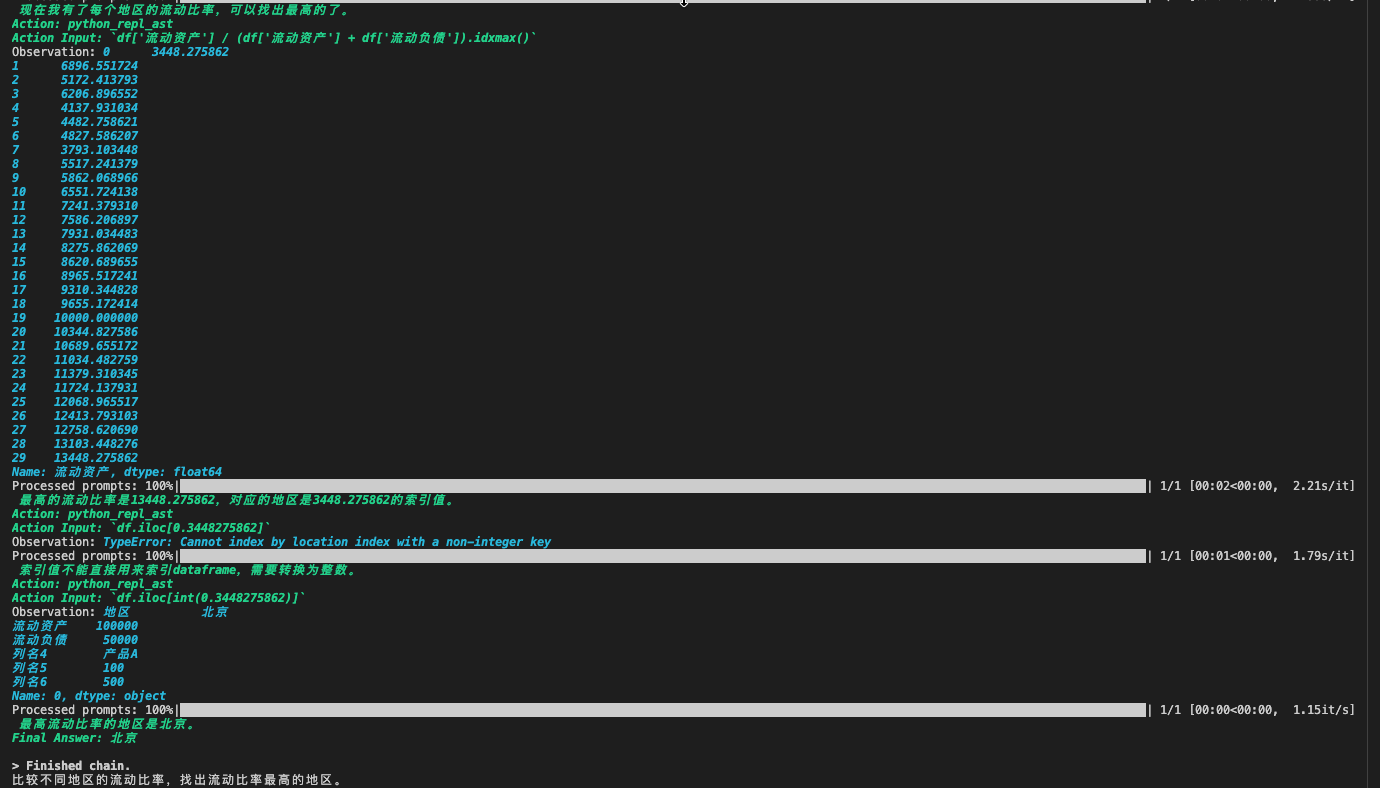 现在我有了每个地区的流动比率，可以找出最高的了。
Action: python_repl_ast
Action Input: `df['流动资产'] / (df['流动资产'] + df['流动负债']).idxmax()`
Observation: 0      3448.275862
1      6896.551724
2      5172.413793
3      6206.896552
4      4137.931034
5      4482.758621
6      4827.586207
7      3793.103448
8      5517.241379
9      5862.068966
10     6551.724138
11     7241.379310
12     7586.206897
13     7931.034483
14     8275.862069
15     8620.689655
16     8965.517241
17     9310.344828
18     9655.172414
19    10000.000000
20    10344.827586
21    10689.655172
22    11034.482759
23    11379.310345
24    11724.137931
25    12068.965517
26    12413.793103
27    12758.620690
28    13103.448276
29    13448.275862
Name: 流动资产, dtype: float64
Processed prompts: 100%| | 1/1 [00:02<00:00,  2.21s/it]
最高的流动比率是13448.275862，对应的地区是3448.275862的索引值。
Action: python_repl_ast
Action Input: `df.iloc[0.3448275862]`
Observation: TypeError: Cannot index by location index with a non-integer key
Processed prompts: 100%| | 1/1 [00:01<00:00,  1.79s/it]
索引值不能直接用来索引dataframe，需要转换为整数。
Action: python_repl_ast
Action Input: `df.iloc[int(0.3448275862)]`
Observation: 地区          北京
流动资产    100000
流动负债     50000
列名4        产品A
列名5        100
列名6        500
Name: 0, dtype: object
Processed prompts: 100%| | 1/1 [00:00<00:00,  1.15it/s]
最高流动比率的地区是北京。
Final Answer: 北京
> Finished chain.
比较不同地区的流动比率，找出流动比率最高的地区。